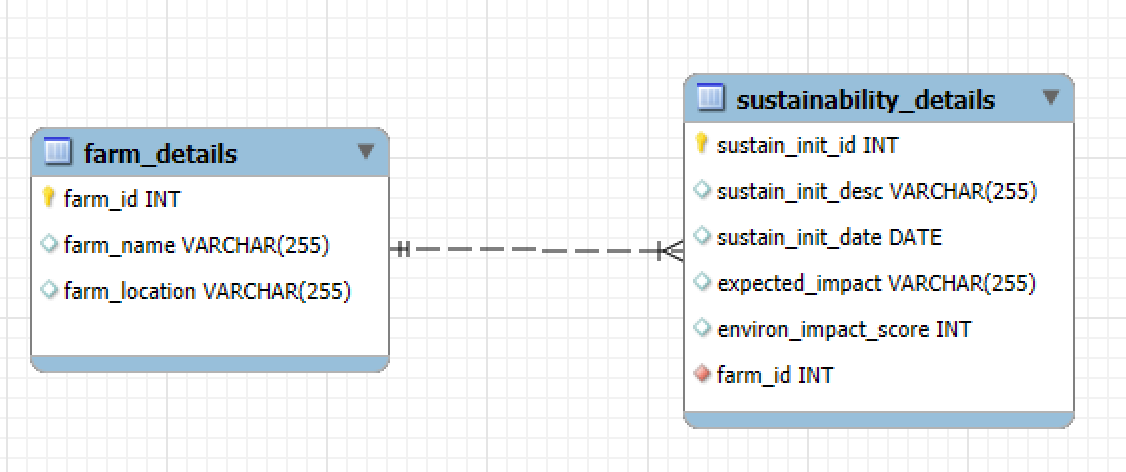 farm_details
farm_id INT
farm_name VARCHAR(255)
farm_location VARCHAR(255)
sustainability_details
sustain_init_id INT
sustain_init_desc VARCHAR(255)
sustain_init_date DATE
expected_impact VARCHAR(255)
environ_impact_score INT
farm_id INT